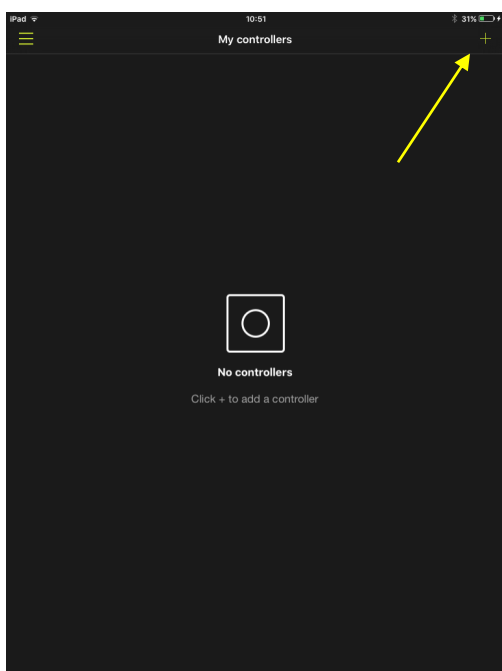 iPad 10:51 31%
My controllers +
No controllers
Click + to add a controller